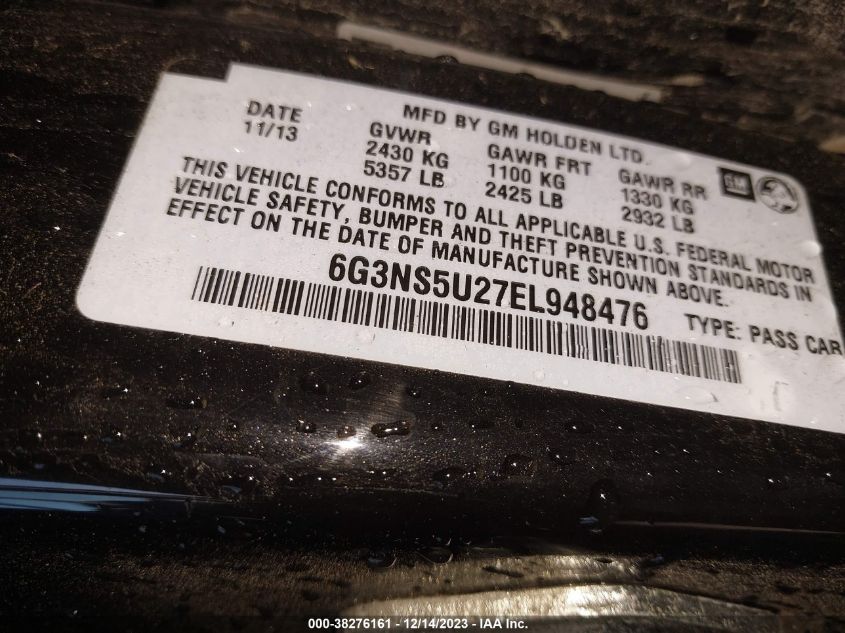 MFD BY GM HOLDEN LTD.
DATE
11/13
GVWR
2430 KG
5357 LB
GAWR FRT
1100 KG
2425 LB
GAWR RR
1330 KG
2932 LB
GM
THIS VEHICLE CONFORMS TO ALL APPLICABLE U.S. FEDERAL MOTOR
VEHICLE SAFETY, BUMPER AND THEFT PREVENTION STANDARDS IN
EFFECT ON THE DATE OF MANUFACTURE SHOWN ABOVE.
6G3NS5U27EL948476
TYPE: PASS CAR
000-38276161 - 12/14/2023 - IAA Inc.